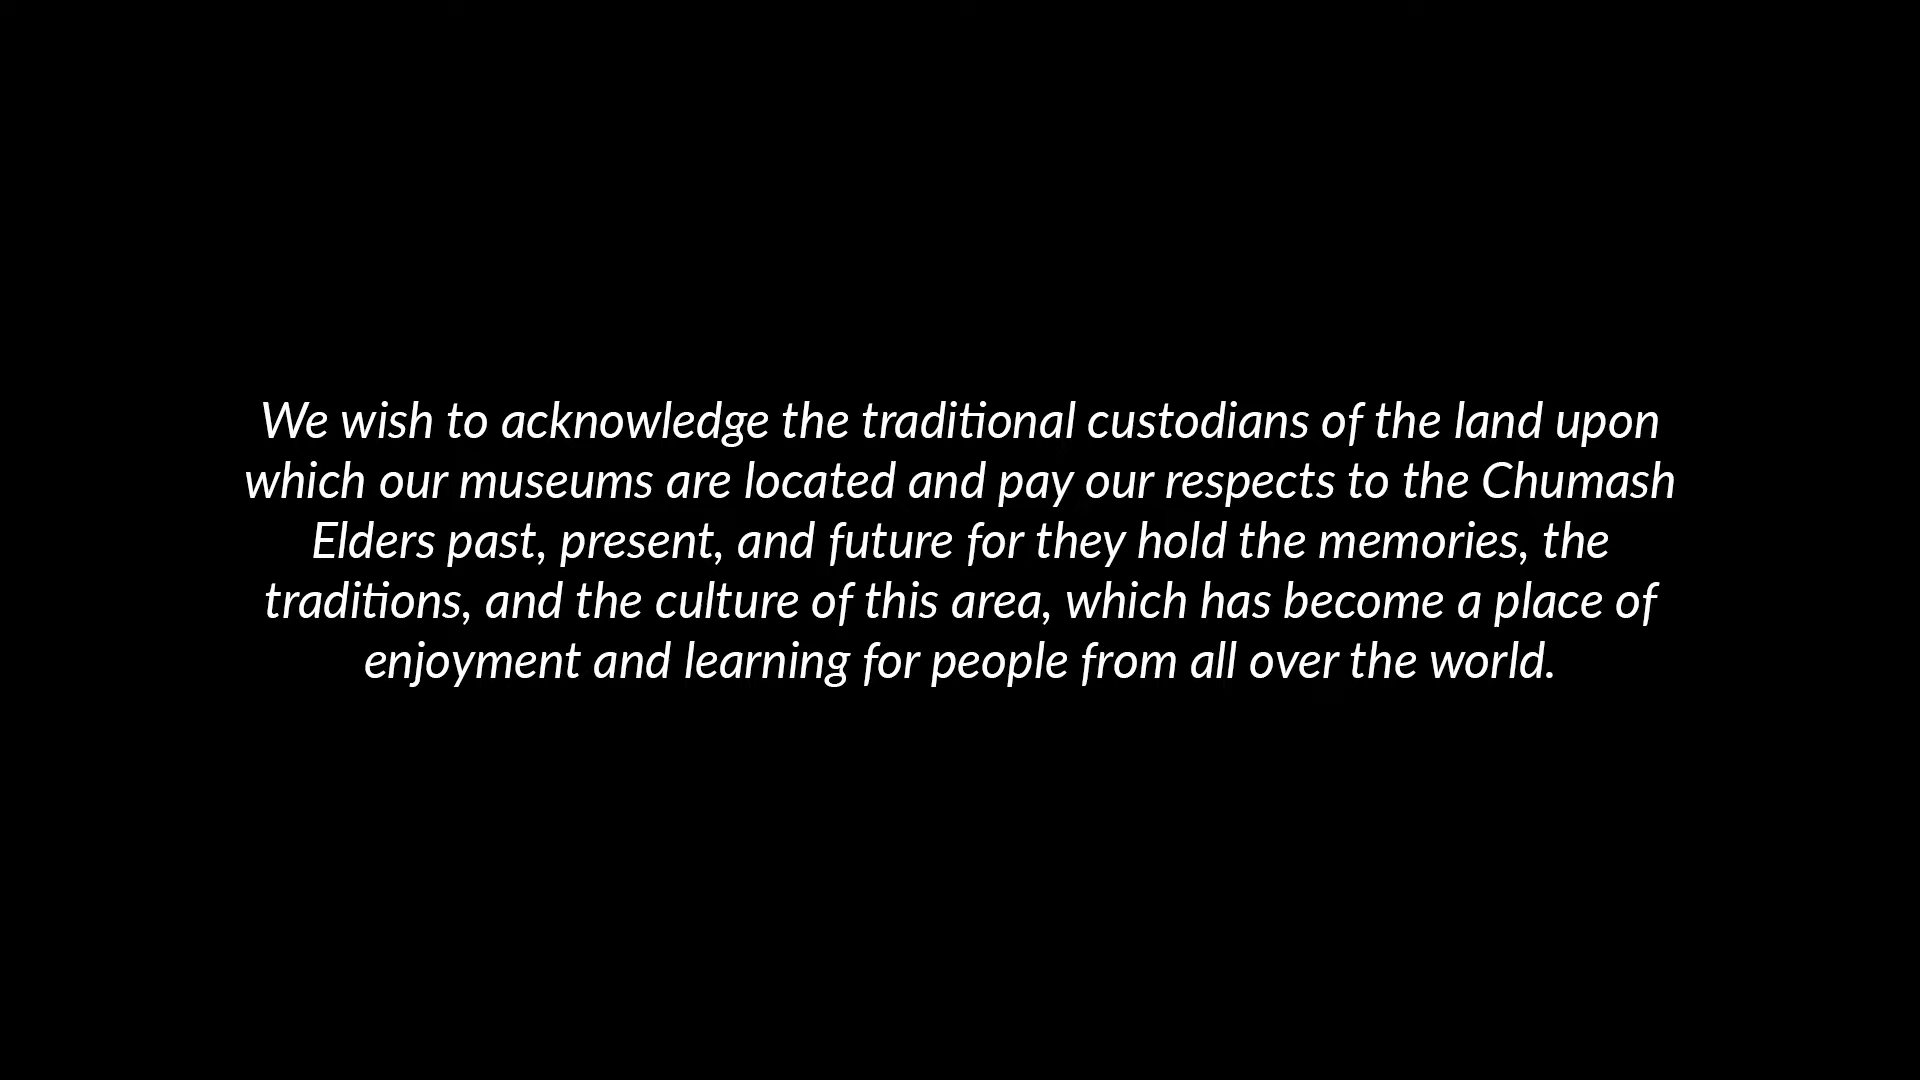 We wish to acknowledge the traditional custodians of the land upon
which our museums are located and pay our respects to the Chumash
Elders past, present, and future for they hold the memories, the
traditions, and the culture of this area, which has become a place of
enjoyment and learning for people from all over the world.